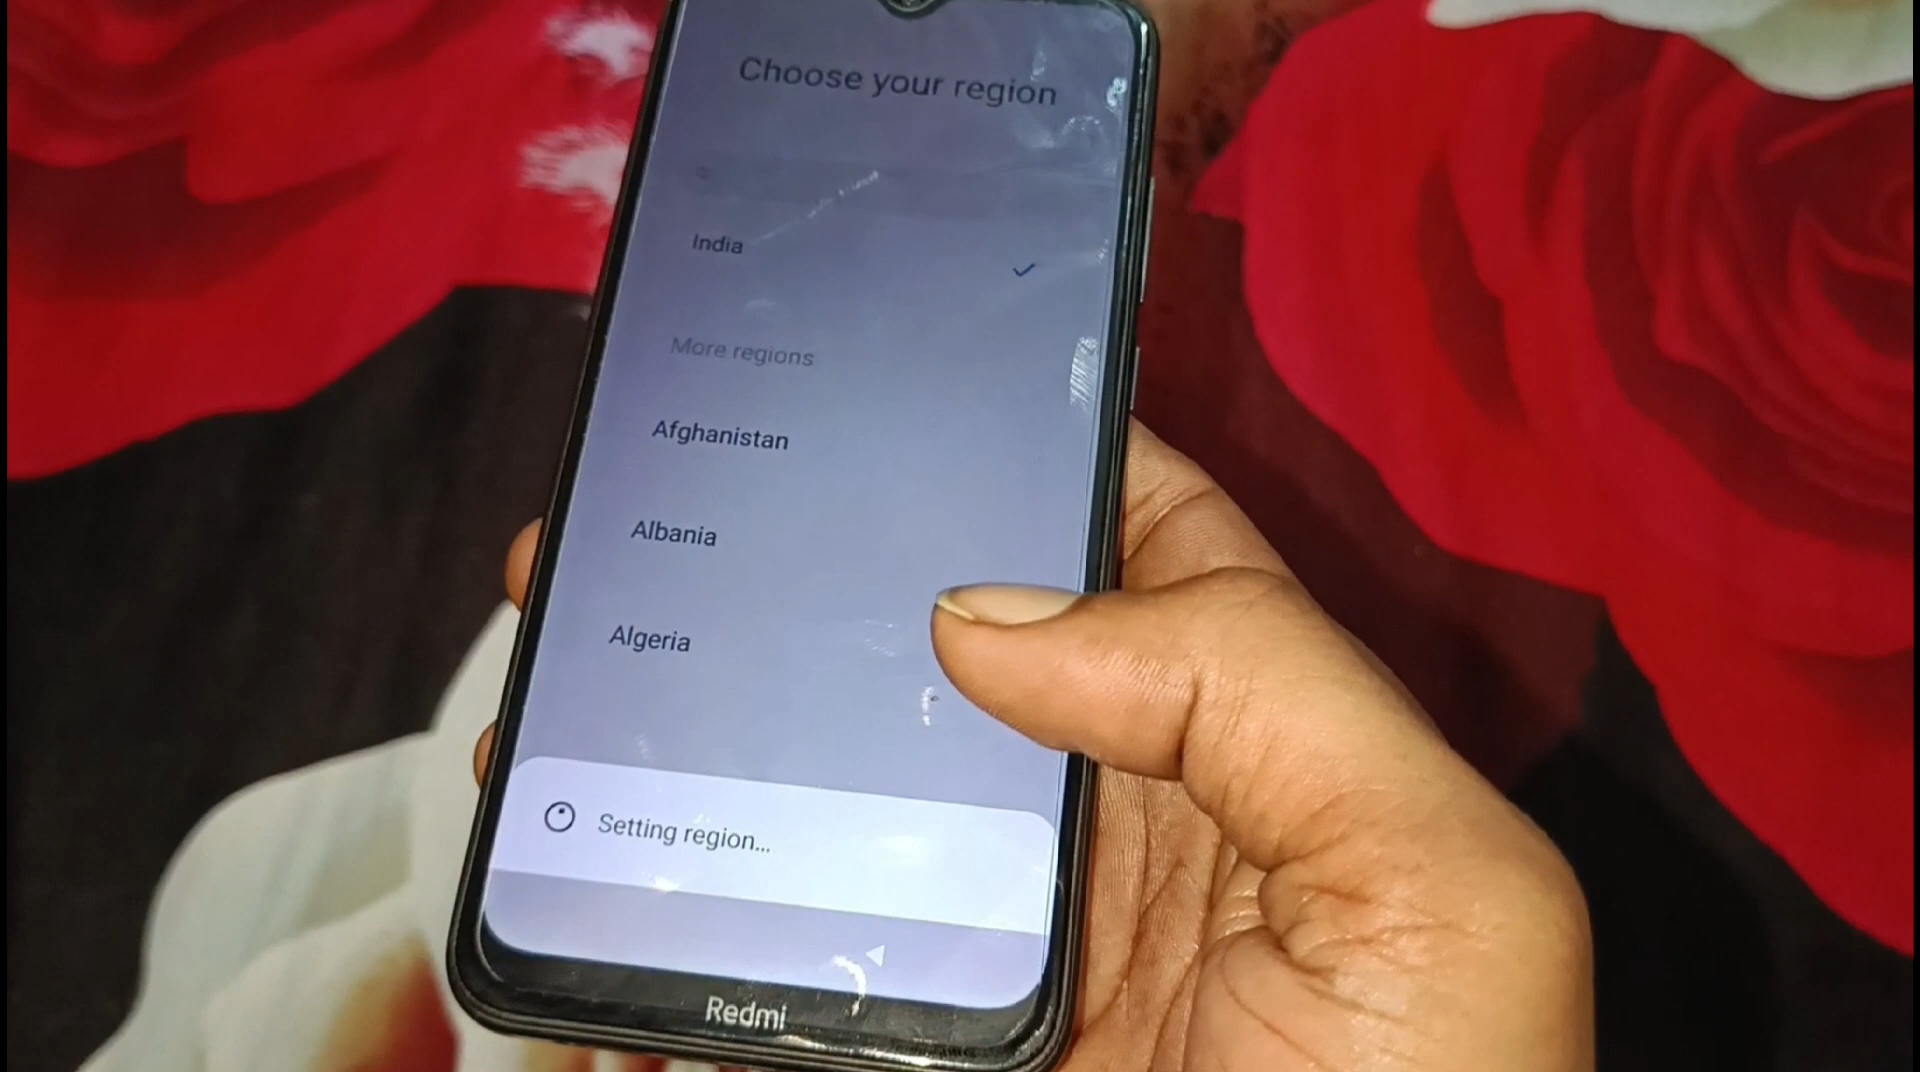 Choose your region
India
More regions
Afghanistan
Albania
Algeria
Setting region...
Redmi